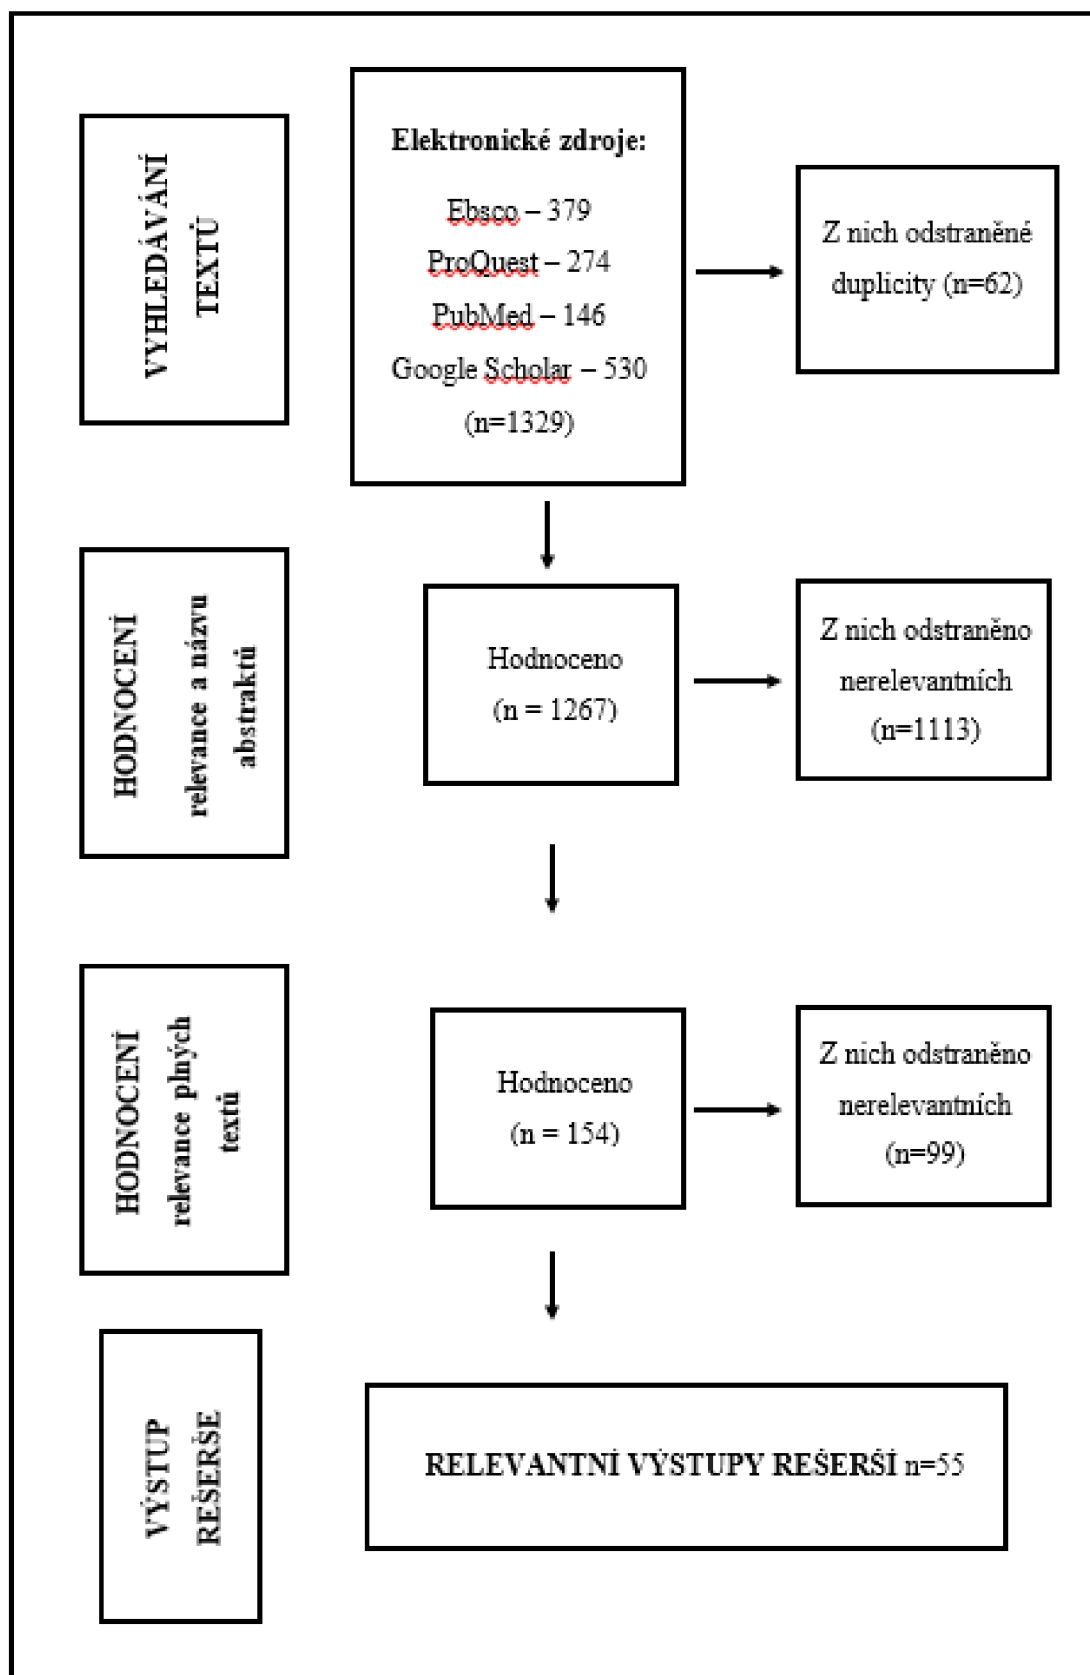 VYHLEDÁVÁNÍ
TEXTŮ
Elektronické zdroje:
Ebsco – 379
ProQuest – 274
PubMed – 146
Google Scholar – 530
(n=1329)
Z nich odstraněné
duplicity (n=62)
HODNOCENÍ
relevance a názvu
abstraktů
Hodnoceno
(n = 1267)
Z nich odstraněno
nerelevantních
(n=1113)
HODNOCENÍ
relevance plných
textů
Hodnoceno
(n = 154)
Z nich odstraněno
nerelevantních
(n=99)
VÝSTUP
REŠERŠE
RELEVANTNÍ VÝSTUPY REŠERŠÍ n=55